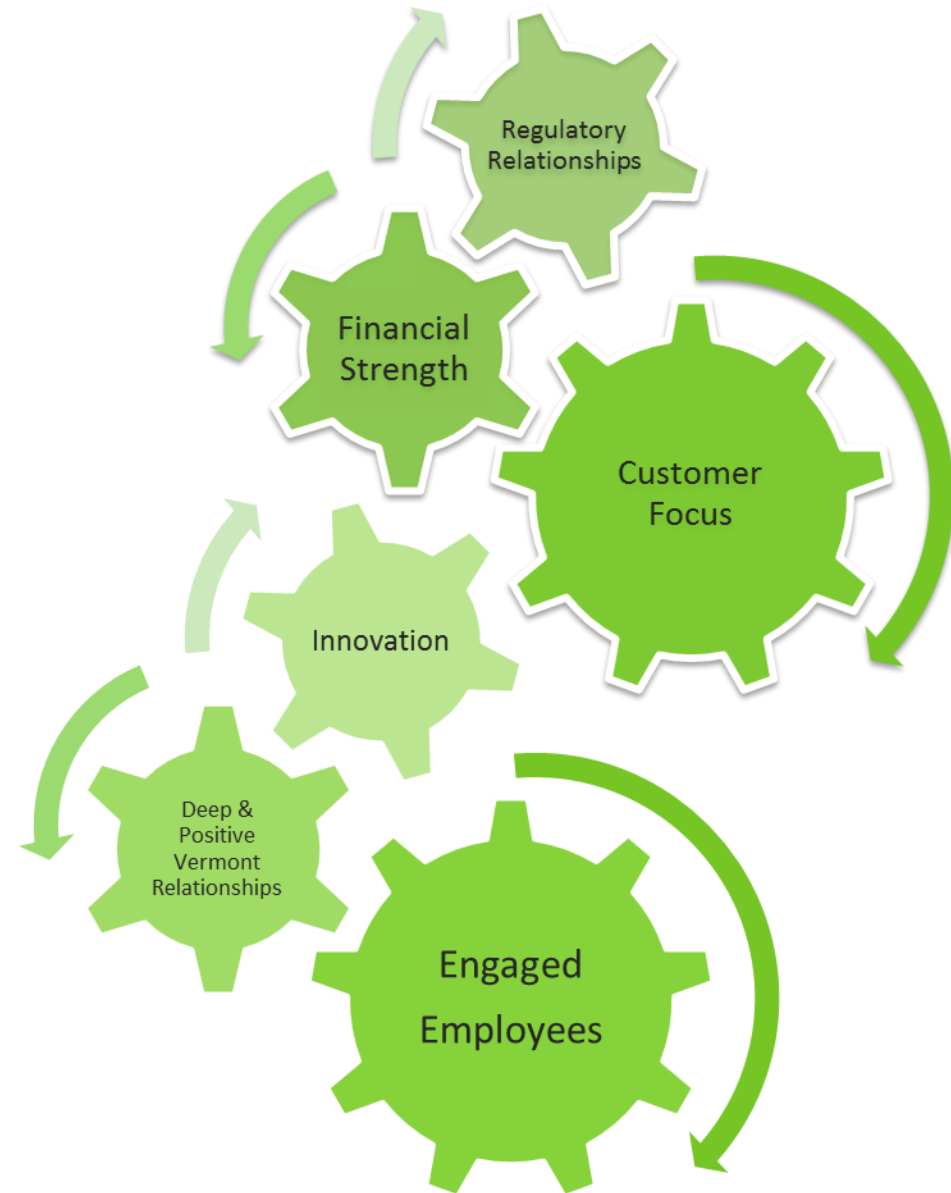 Regulatory
Relationships
Financial
Strength
Customer
Focus
Innovation
Deep &
Positive
Vermont
Relationships
Engaged
Employees